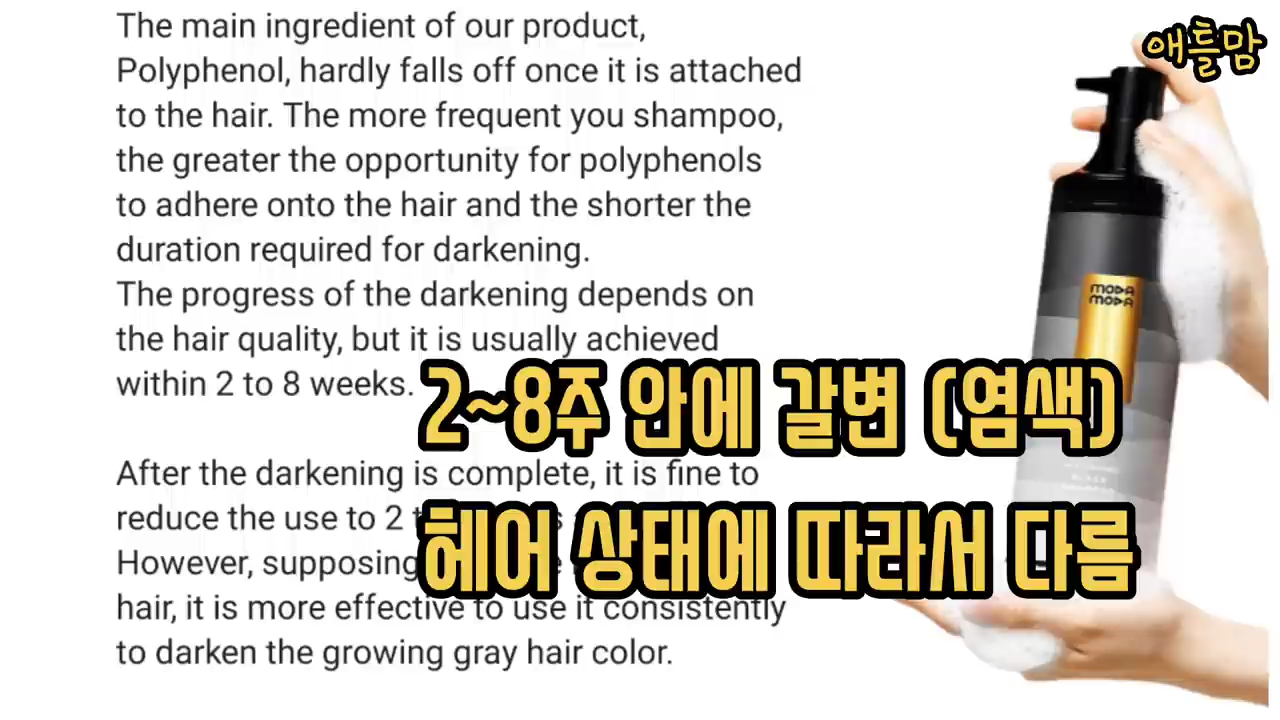 The main ingredient of our product,
Polyphenol, hardly falls off once it is attached
to the hair. The more frequent you shampoo,
the greater the opportunity for polyphenols
to adhere onto the hair and the shorter the
duration required for darkening.
The progress of the darkening depends on
the hair quality, but it is usually achieved
within 2 to 8 weeks.
After the darkening is complete, it is fine to
reduce the use to 2
However, supposing
hair, it is more effective to use it consistently
to darken the growing gray hair color.
2~8주 안에 갈변 (염색)
헤어 상태에 따라서 다름
애틀맘
MODA
MODA